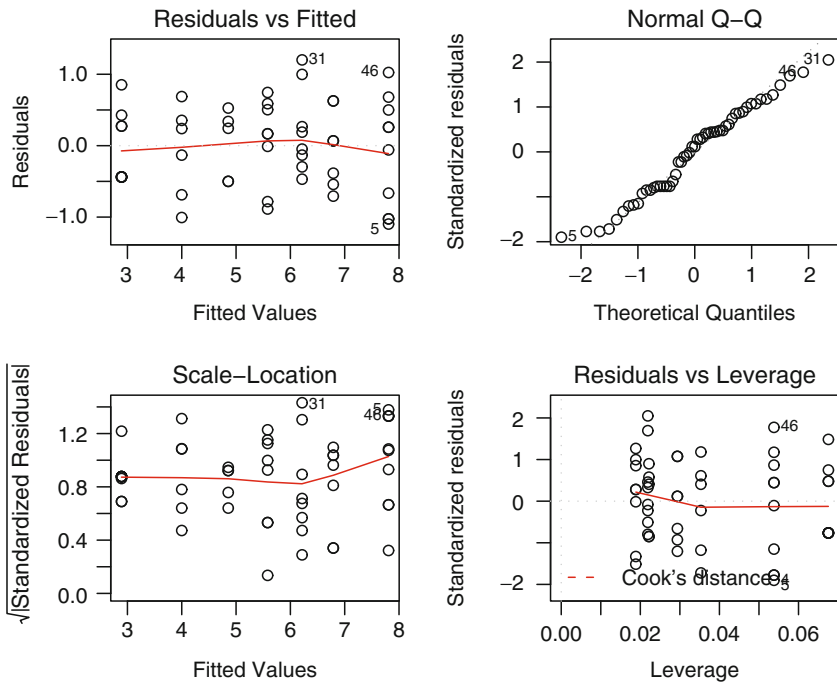 Residuals vs Fitted
Residuals
1.0
0.0
−1.0
31
46
5
3 4 5 6 7 8
Fitted Values
Normal Q−Q
Standardized residuals
2
1
0
−2
46 31
5
−2 −1 0 1 2
Theoretical Quantiles
Scale−Location
√|Standardized Residuals|
1.2
0.8
0.4
0.0
31
5
46
3 4 5 6 7 8
Fitted Values
Residuals vs Leverage
Standardized residuals
2
1
0
−2
46
4
5
Cook's distance
0.00 0.02 0.04 0.06
Leverage